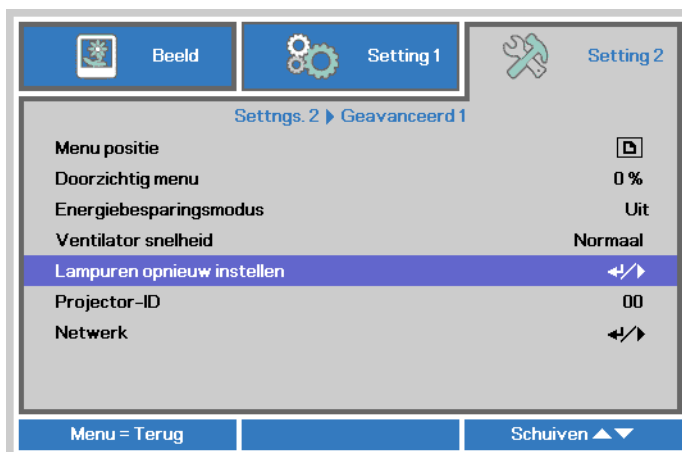 Beeld
Setting 1
Setting 2
Settngs. 2 ▶ Geavanceerd 1
Menu positie
Doorzichtig menu 0 %
Energiebesparingsmodus Uit
Ventilator snelheid Normaal
Lampuren opnieuw instellen ↵/▶
Projector-ID 00
Netwerk ↵/▶
Menu = Terug
Schuiven ▲▼